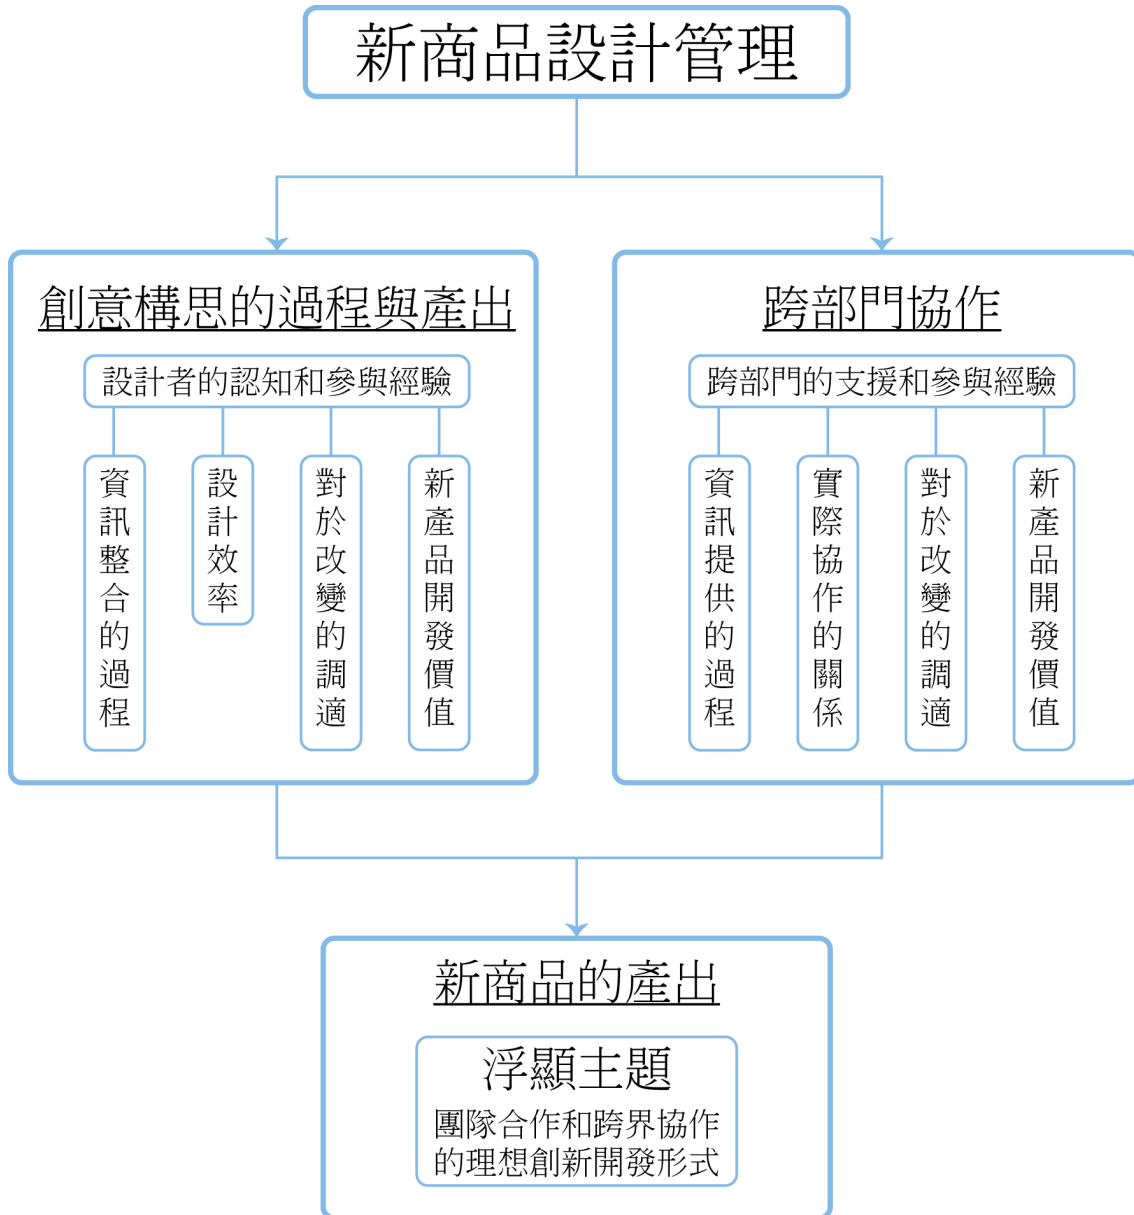 新商品設計管理
創意構思的過程與產出
設計者的認知和參與經驗
資訊整合的過程
設計效率
對於改變的調適
新產品開發價值
跨部門協作
跨部門的支援和參與經驗
資訊提供的過程
實際協作的關係
對於改變的調適
新產品開發價值
新商品的產出
浮顯主題
團隊合作和跨界協作
的理想創新開發形式